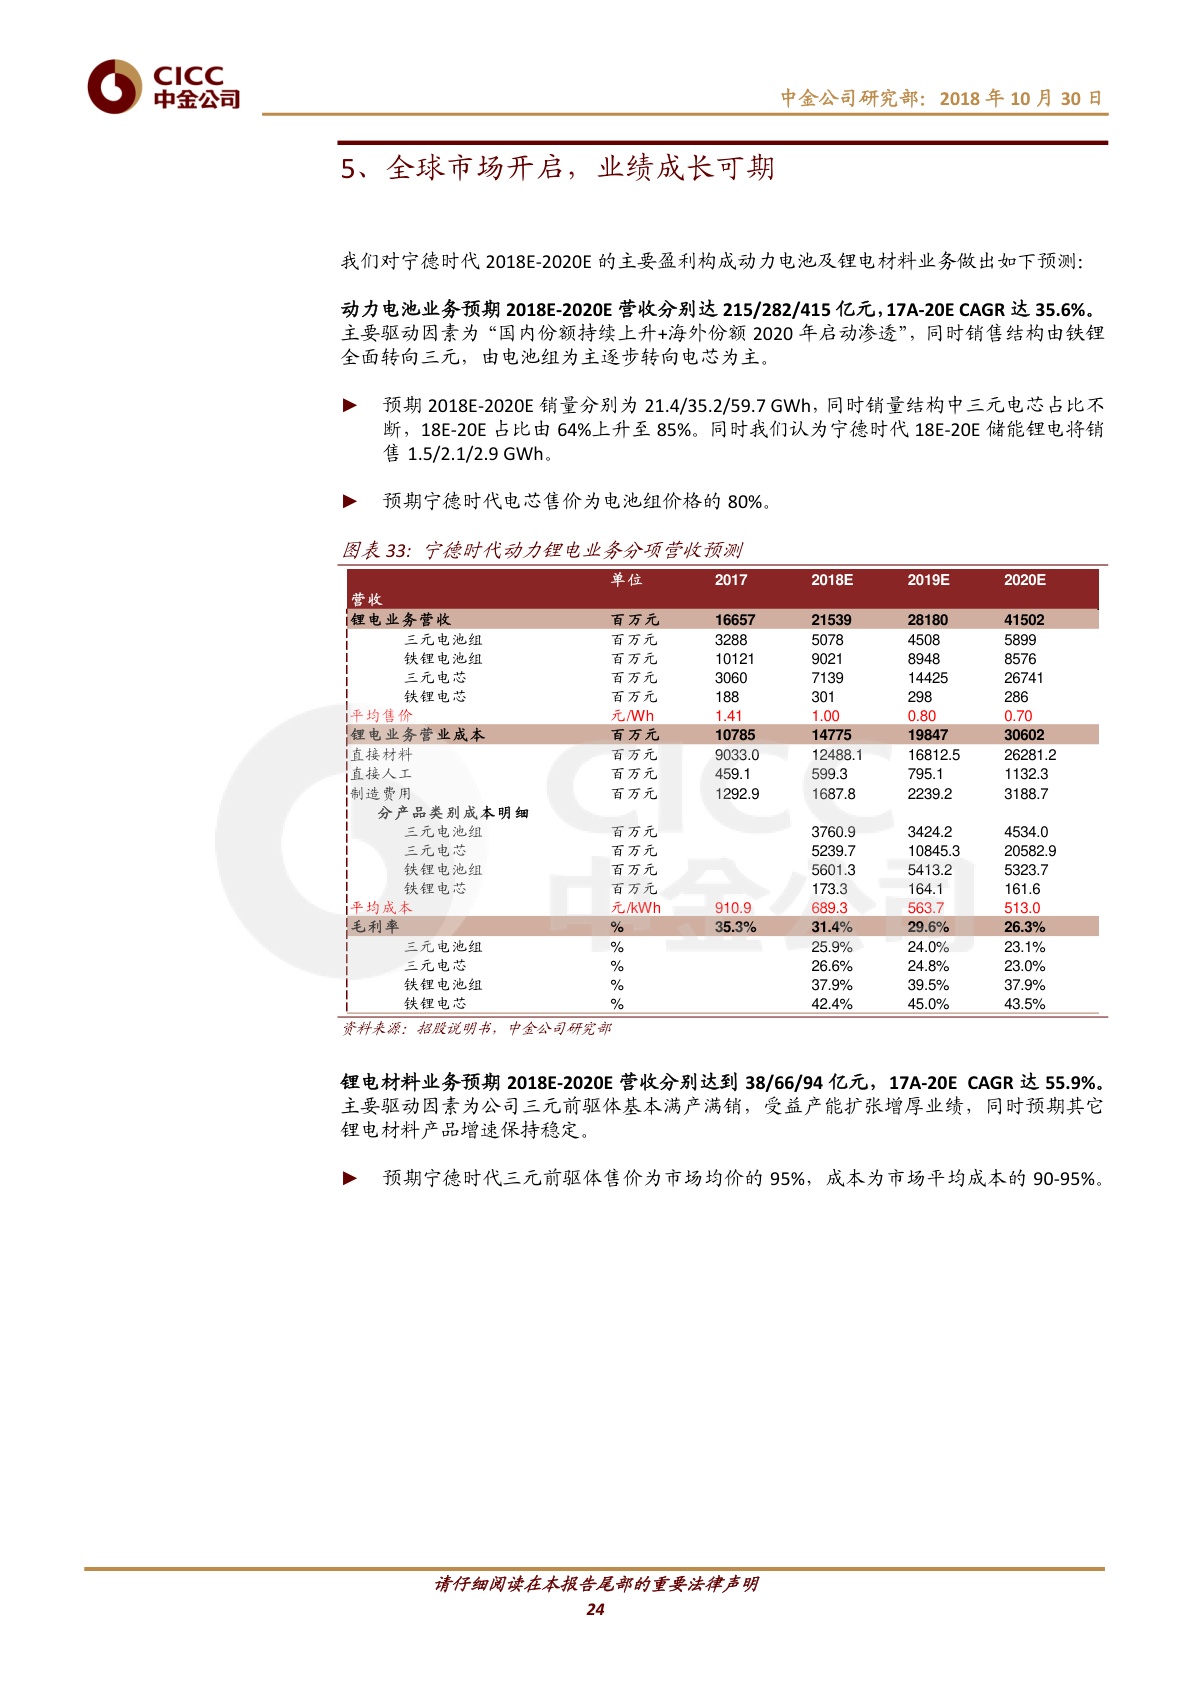 CICC
中金公司
中金公司研究部：2018 年 10 月 30 日
5、全球市场开启，业绩成长可期
我们对宁德时代 2018E-2020E 的主要盈利构成动力电池及锂电材料业务做出如下预测：
动力电池业务预期 2018E-2020E 营收分别达 215/282/415 亿元，17A-20E CAGR 达 35.6%。
主要驱动因素为“国内份额持续上升+海外份额 2020 年启动渗透”，同时销售结构由铁锂
全面转向三元，由电池组为主逐步转向电芯为主。
► 预期 2018E-2020E 销量分别为 21.4/35.2/59.7 GWh，同时销量结构中三元电芯占比不
断，18E-20E 占比由 64%上升至 85%。同时我们认为宁德时代 18E-20E 储能锂电将销
售 1.5/2.1/2.9 GWh。
► 预期宁德时代电芯售价为电池组价格的 80%。
图表 33：宁德时代动力锂电业务分项营收预测
单位 2017 2018E 2019E 2020E
营收
锂电业务营收 百万元 16657 21539 28180 41502
三元电池组 百万元 3288 5078 4508 5899
铁锂电池组 百万元 10121 9021 8948 8576
三元电芯 百万元 3060 7139 14425 26741
铁锂电芯 百万元 188 301 298 286
平均售价 元/Wh 1.41 1.00 0.80 0.70
锂电业务营业成本 百万元 10785 14775 19847 30602
直接材料 百万元 9033.0 12488.1 16812.5 26281.2
直接人工 百万元 459.1 599.3 795.1 1132.3
制造费用 百万元 1292.9 1687.8 2239.2 3188.7
分产品类别成本明细
三元电池组 百万元 3760.9 3424.2 4534.0
三元电芯 百万元 5239.7 10845.3 20582.9
铁锂电池组 百万元 5601.3 5413.2 5323.7
铁锂电芯 百万元 173.3 164.1 161.6
平均成本 元/kWh 910.9 689.3 563.7 513.0
毛利率 % 35.3% 31.4% 29.6% 26.3%
三元电池组 % 25.9% 24.0% 23.1%
三元电芯 % 26.6% 24.8% 23.0%
铁锂电池组 % 37.9% 39.5% 37.9%
铁锂电芯 % 42.4% 45.0% 43.5%
资料来源：招股说明书，中金公司研究部
锂电材料业务预期 2018E-2020E 营收分别达到 38/66/94 亿元，17A-20E CAGR 达 55.9%。
主要驱动因素为公司三元前驱体基本满产满销，受益产能扩张增厚业绩，同时预期其它
锂电材料产品增速保持稳定。
► 预期宁德时代三元前驱体售价为市场均价的 95%，成本为市场平均成本的 90-95%。
请仔细阅读在本报告尾部的重要法律声明
24